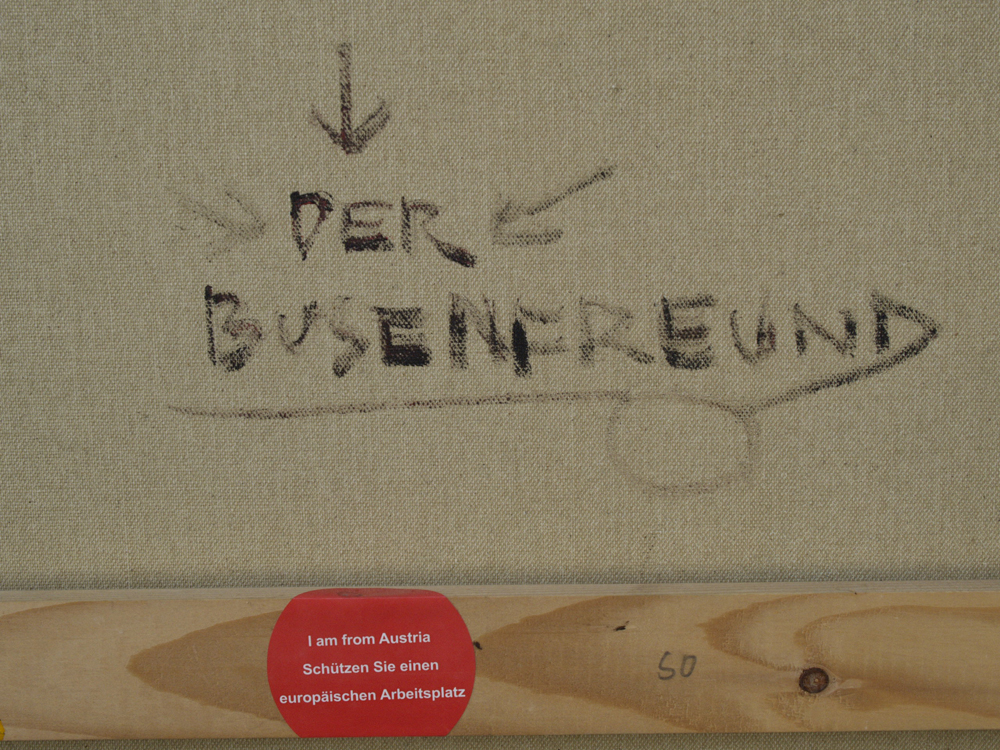 DER
BUSENFREUND
I am from Austria
Schützen Sie einen
europäischen Arbeitsplatz
50